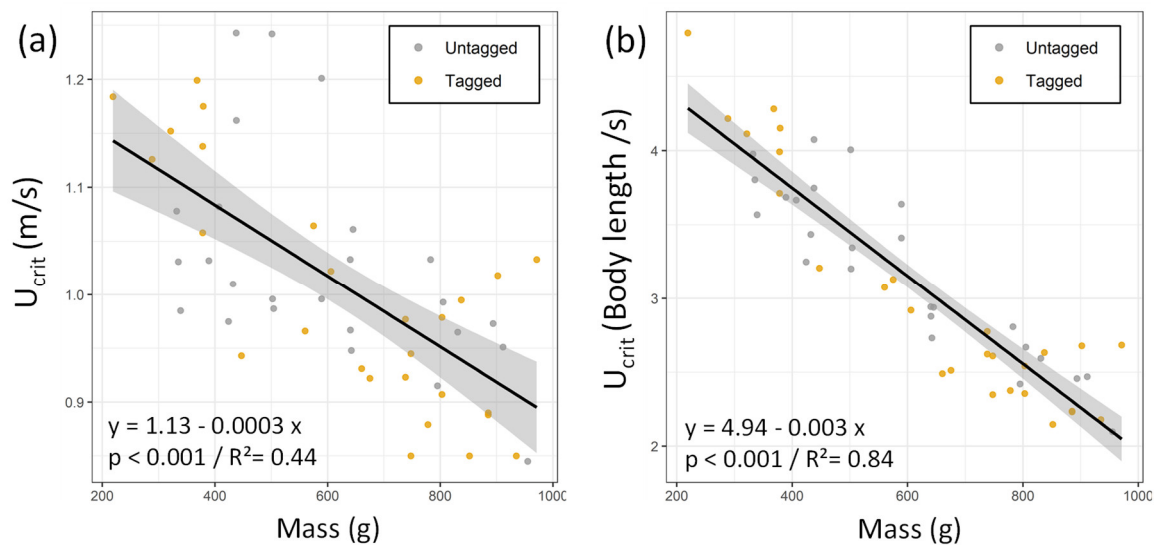 (a)
Untagged
Tagged
U_crit (m/s)
1.2
1.1
1.0
0.9
y = 1.13 - 0.0003 x
p < 0.001 / R²= 0.44
200 400 600 800 1000
Mass (g)
(b)
Untagged
Tagged
U_crit (Body length /s)
4
3
2
y = 4.94 - 0.003 x
p < 0.001 / R²= 0.84
200 400 600 800 1000
Mass (g)